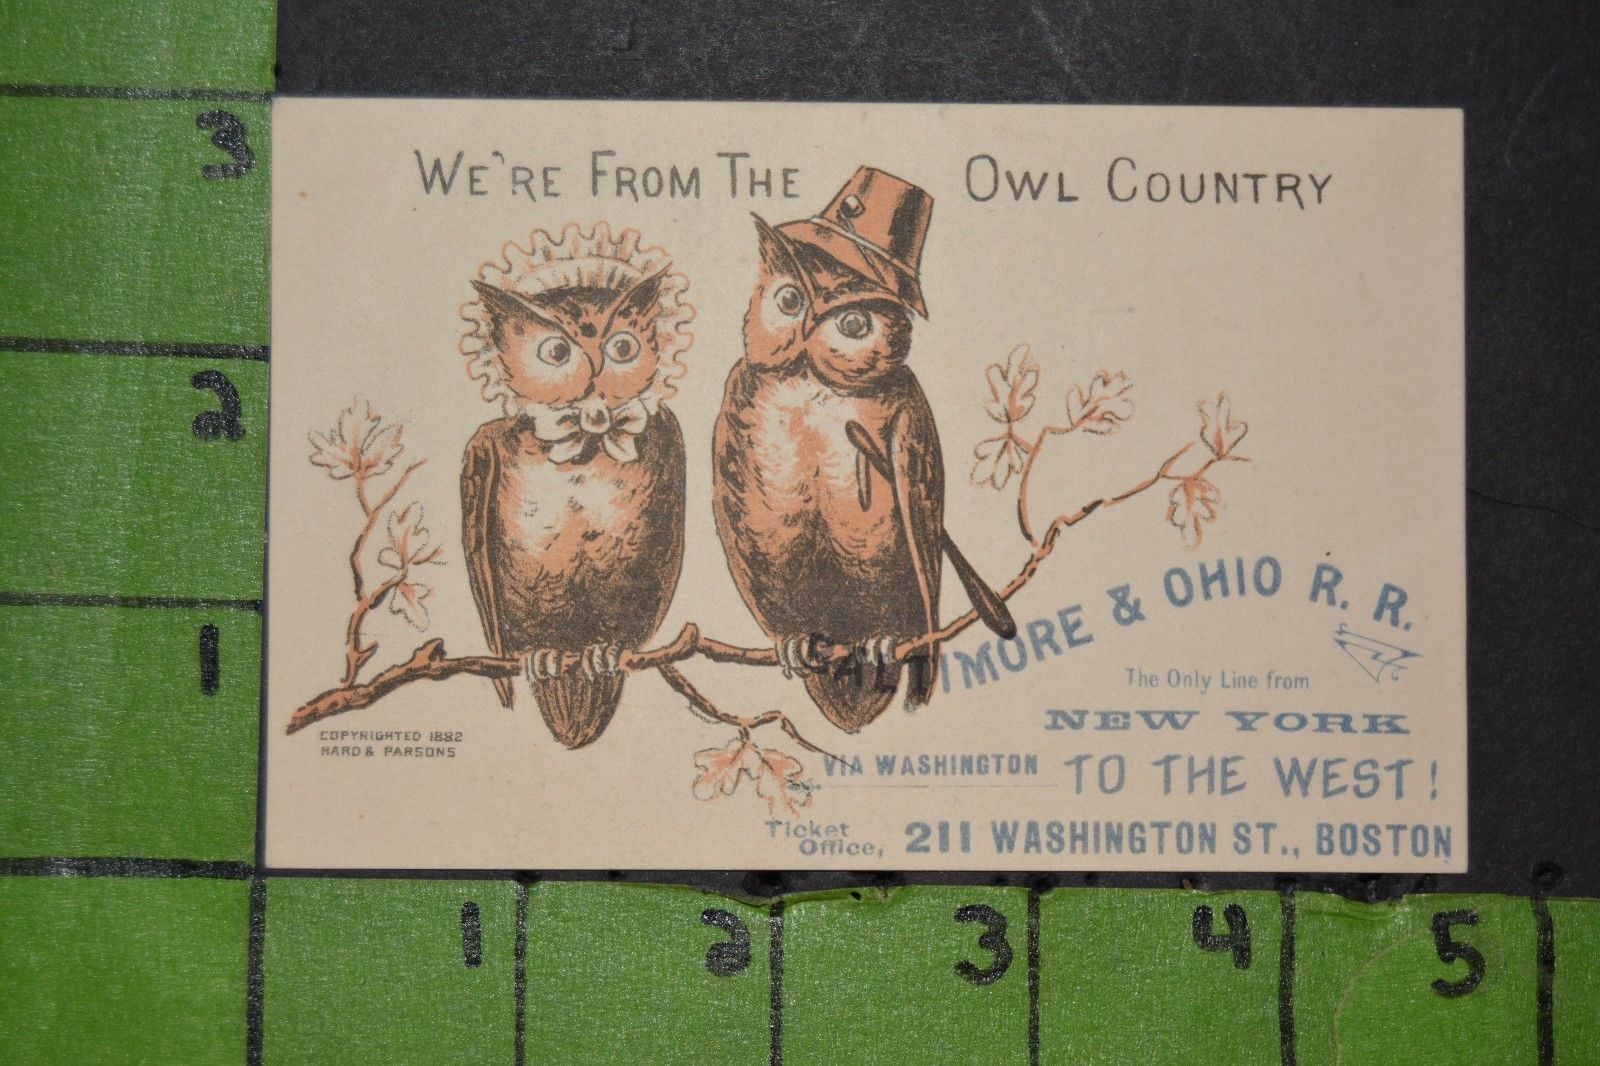 WE'RE FROM THE OWL COUNTRY
BALTIMORE & OHIO R. R.
The Only Line from
NEW YORK
VIA WASHINGTON TO THE WEST!
Ticket Office, 211 WASHINGTON ST., BOSTON
COPYRIGHTED 1882
HARD & PARSONS
3
2
1
1 2 3 4 5